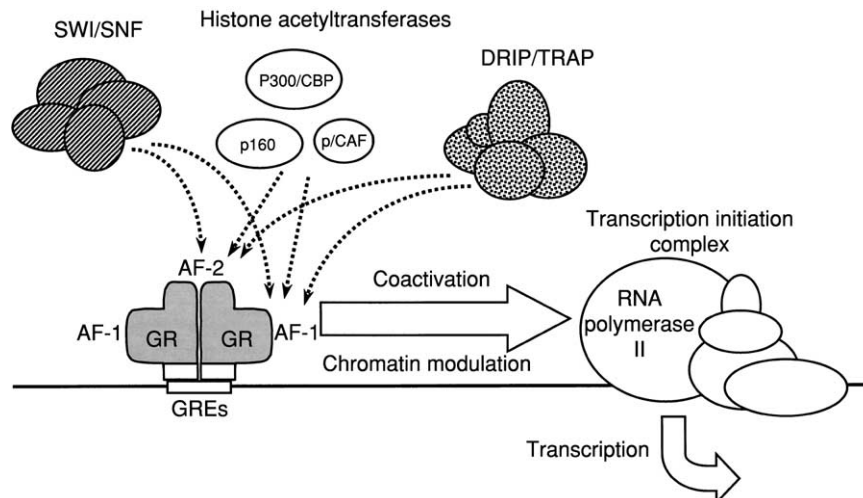 SWI/SNF
Histone acetyltransferases
DRIP/TRAP
P300/CBP
p160
p/CAF
Transcription initiation
complex
AF-2
Coactivation
RNA
polymerase
II
AF-1
GR
GR
AF-1
Chromatin modulation
GREs
Transcription